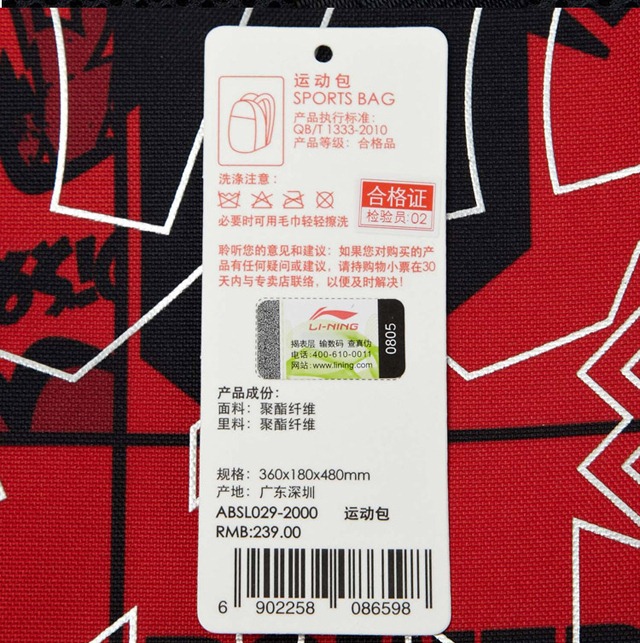 运动包
SPORTS BAG
产品执行标准:
QB/T 1333-2010
产品等级: 合格品
洗涤注意:
必要时可用毛巾轻轻擦洗
合格证
检验员:02
聆听您的意见和建议: 如果您对购买的产
品有任何疑问或建议, 请持购物小票在30
天内与专卖店联络, 以便及时解决!
LI-NING
揭表层 输数码 查真伪
电话:400-610-0011
网站:www.lining.com
0805
产品成份:
面料: 聚酯纤维
里料: 聚酯纤维
规格: 360x180x480mm
产地: 广东深圳
ABSL029-2000 运动包
RMB:239.00
6 902258 086598